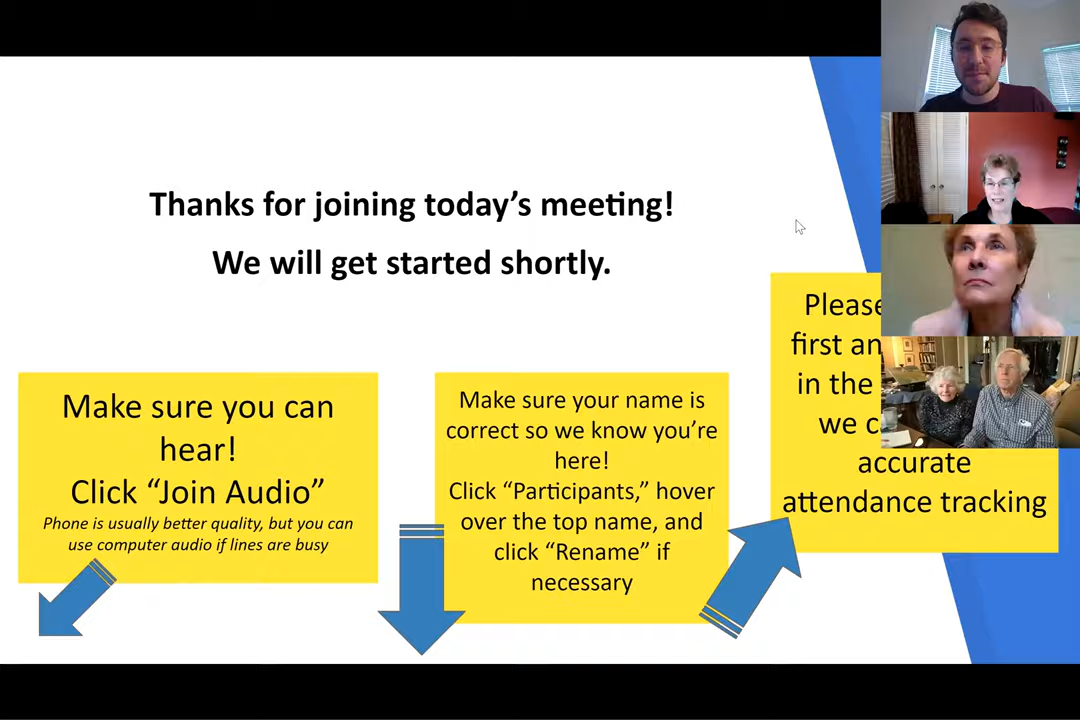 Thanks for joining today's meeting!
We will get started shortly.
Make sure you can
hear!
Click “Join Audio”
Phone is usually better quality, but you can
use computer audio if lines are busy
Make sure your name is
correct so we know you're
here!
Click “Participants,” hover
over the top name, and
click “Rename” if
necessary
Please
first
in the
we
accurate
attendance tracking